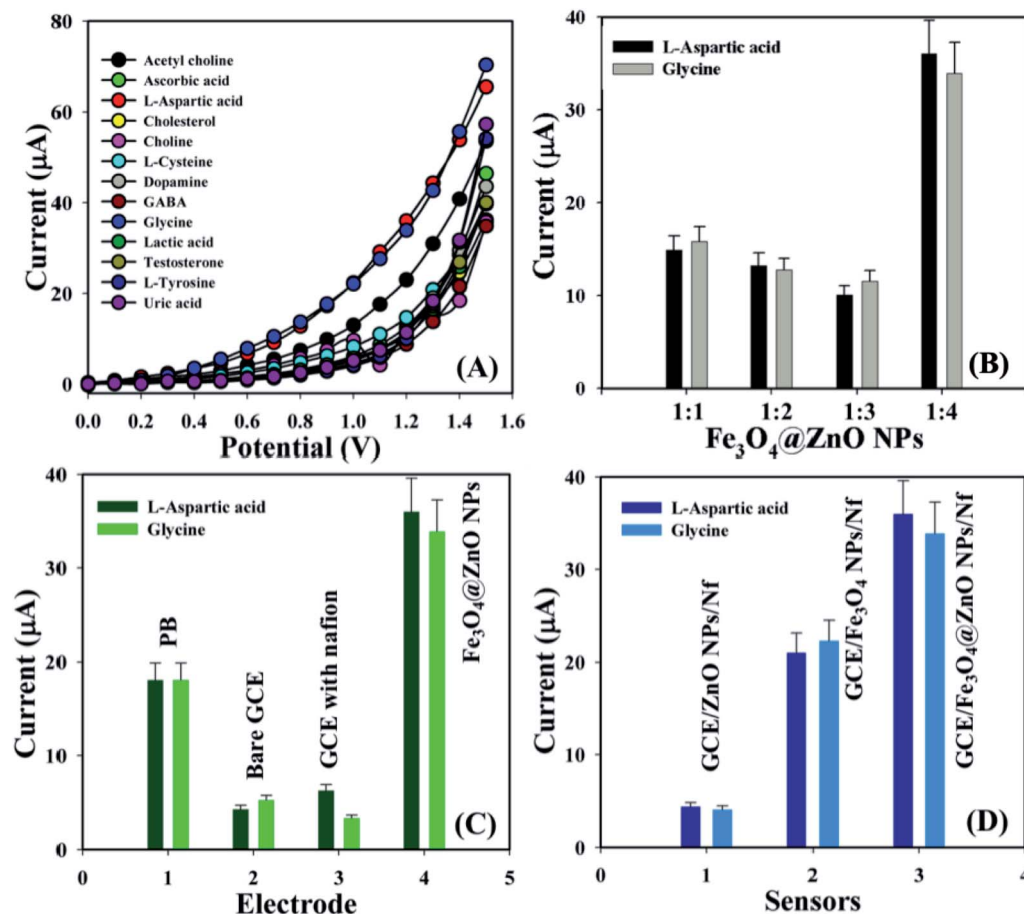 80
60
40
20
0
Current (μA)
Acetyl choline
Ascorbic acid
L-Aspartic acid
Cholesterol
Choline
L-Cysteine
Dopamine
GABA
Glycine
Lactic acid
Testosterone
L-Tyrosine
Uric acid
(A)
0.0 0.2 0.4 0.6 0.8 1.0 1.2 1.4 1.6
Potential (V)
40
30
20
10
0
Current (μA)
L-Aspartic acid
Glycine
(B)
1:1 1:2 1:3 1:4
Fe₃O₄@ZnO NPs
40
30
20
10
0
Current (μA)
L-Aspartic acid
Glycine
PB
Bare GCE
GCE with nafion
Fe₃O₄@ZnO NPs
(C)
0 1 2 3 4 5
Electrode
40
30
20
10
0
Current (μA)
L-Aspartic acid
Glycine
GCE/ZnO NPs/Nf
GCE/Fe₃O₄ NPs/Nf
GCE/Fe₃O₄@ZnO NPs/Nf
(D)
0 1 2 3 4
Sensors